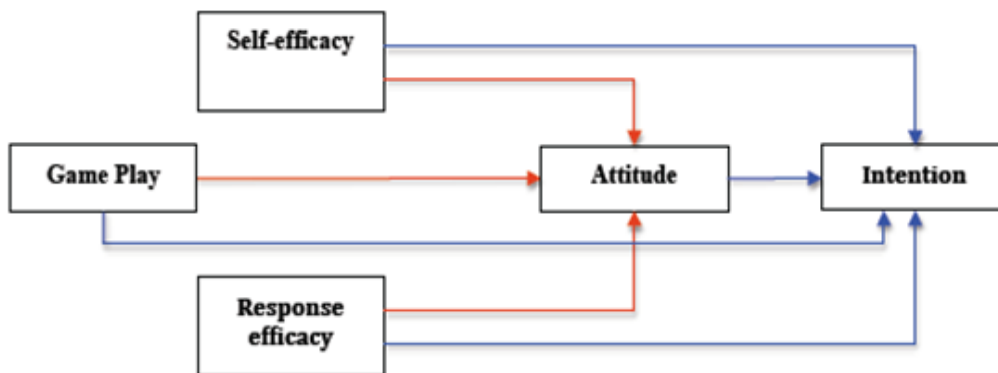 Self-efficacy
Game Play
Attitude
Intention
Response
efficacy